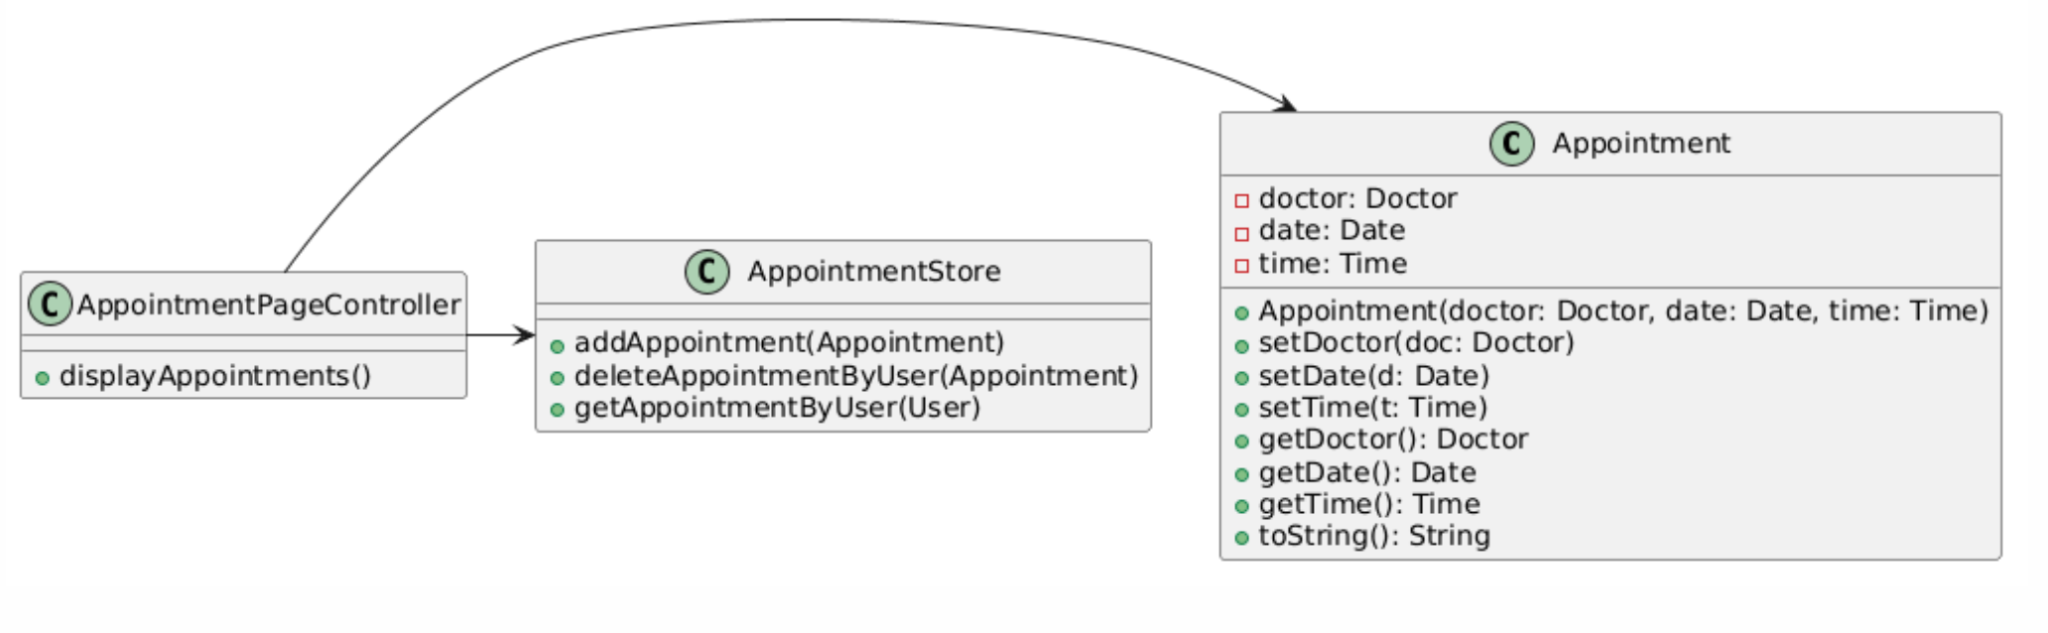 C AppointmentPageController
displayAppointments()
C AppointmentStore
addAppointment(Appointment)
deleteAppointmentByUser(Appointment)
getAppointmentByUser(User)
C Appointment
doctor: Doctor
date: Date
time: Time
Appointment(doctor: Doctor, date: Date, time: Time)
setDoctor(doc: Doctor)
setDate(d: Date)
setTime(t: Time)
getDoctor(): Doctor
getDate(): Date
getTime(): Time
toString(): String